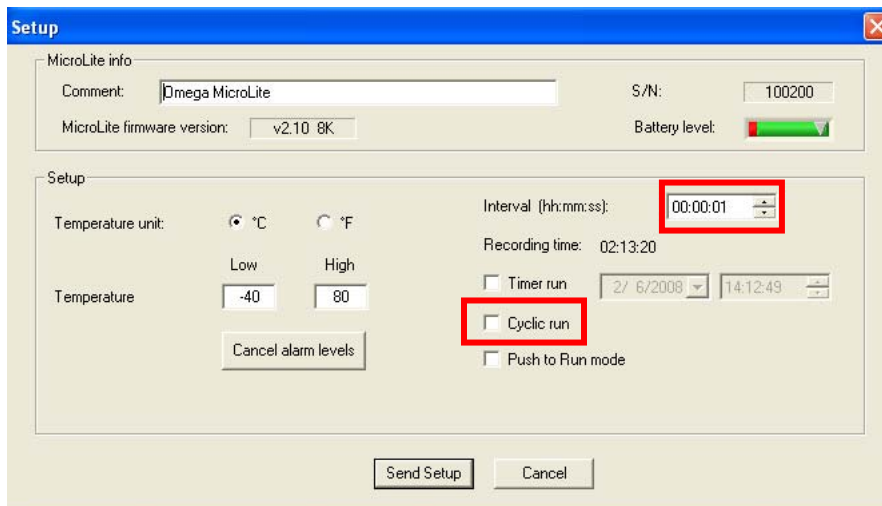 Setup
MicroLite info
Comment: Omega MicroLite S/N: 100200
MicroLite firmware version: v2.10 8K Battery level:
Setup
Temperature unit: °C °F Interval (hh:mm:ss): 00:00:01
Recording time: 02:13:20
Low High
Timer run 2/ 6/2008 14:12:49
Temperature -40 80
Cyclic run
Cancel alarm levels
Push to Run mode
Send Setup Cancel